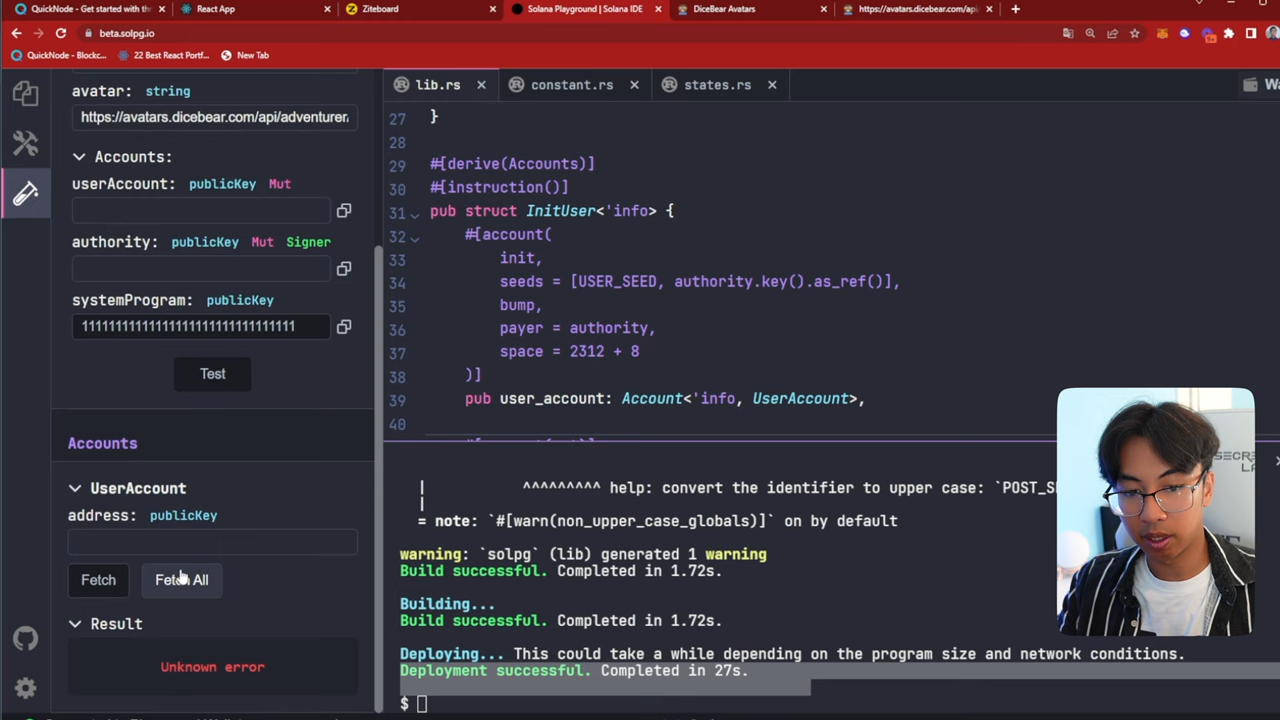 QuickNode - Get started with thr
React App
Ziteboard
Solana Playground | Solana IDE
DiceBear Avatars
https://avatars.dicebear.com/api
beta.solpg.io
QuickNode - Blockc...
22 Best React Portf...
New Tab
avatar: string
https://avatars.dicebear.com/api/adventurer
Accounts:
userAccount: publicKey Mut
authority: publicKey Mut Signer
systemProgram: publicKey
11111111111111111111111111111111
Test
Accounts
UserAccount
address: publicKey
Fetch
Fetch All
Result
Unknown error
lib.rs
constant.rs
states.rs
27 }
28
29 #[derive(Accounts)]
30 #[instruction()]
31 pub struct InitUser<'info> {
32 #[account(
33 init,
34 seeds = [USER_SEED, authority.key().as_ref()],
35 bump,
36 payer = authority,
37 space = 2312 + 8
38 )]
39 pub user_account: Account<'info, UserAccount>,
40
| ^^^^^^^^^ help: convert the identifier to upper case: `POST_S
|
= note: `#[warn(non_upper_case_globals)]` on by default
warning: `solpg` (lib) generated 1 warning
Build successful. Completed in 1.72s.
Building...
Build successful. Completed in 1.72s.
Deploying... This could take a while depending on the program size and network conditions.
Deployment successful. Completed in 27s.
$
SECRET
LA